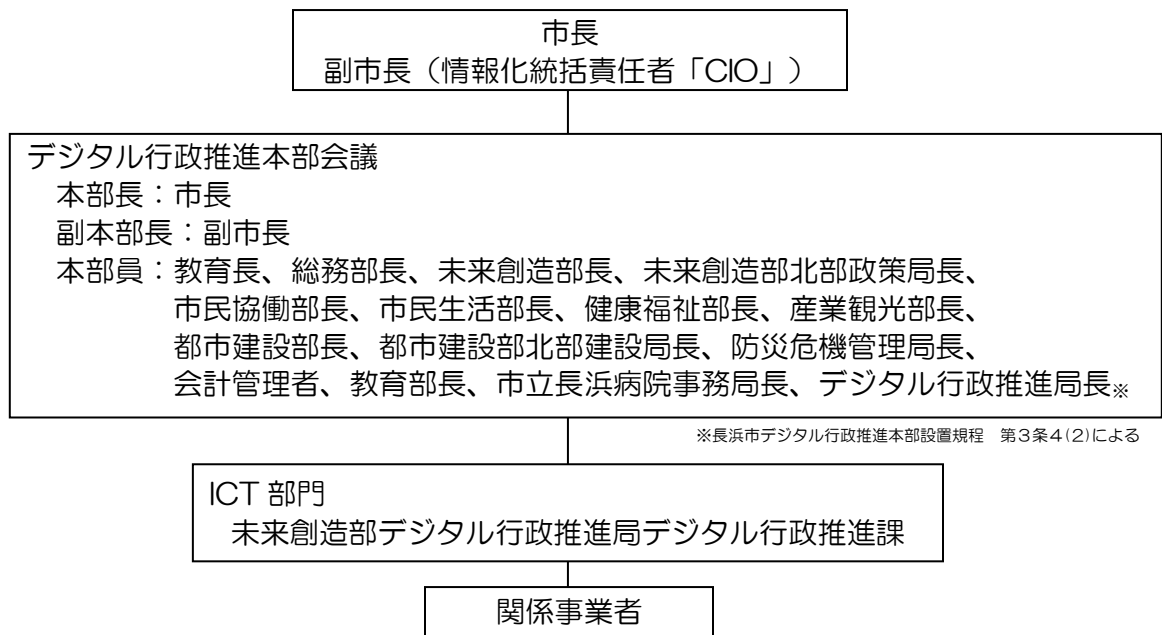 市長
副市長（情報化統括責任者「CIO」）
デジタル行政推進本部会議
本部長：市長
副本部長：副市長
本部員：教育長、総務部長、未来創造部長、未来創造部北部政策局長、
市民協働部長、市民生活部長、健康福祉部長、産業観光部長、
都市建設部長、都市建設部北部建設局長、防災危機管理局長、
会計管理者、教育部長、市立長浜病院事務局長、デジタル行政推進局長※
※長浜市デジタル行政推進本部設置規程　第３条４(２)による
ICT 部門
未来創造部デジタル行政推進局デジタル行政推進課
関係事業者